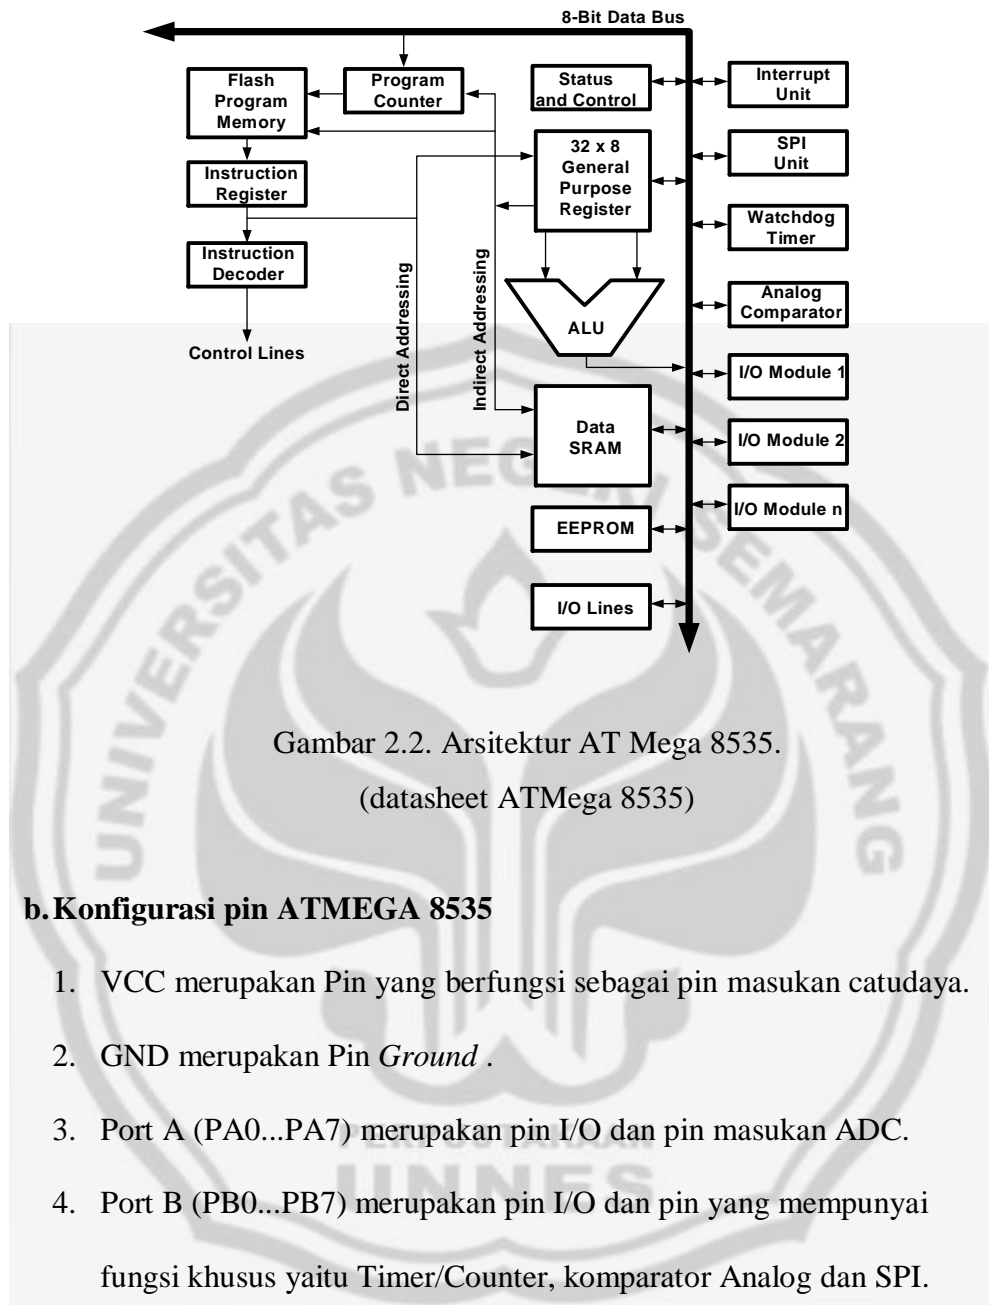 8-Bit Data Bus
Flash
Program
Memory
Program
Counter
Status
and Control
Interrupt
Unit
Instruction
Register
32 x 8
General
Purpose
Register
SPI
Unit
Instruction
Decoder
Watchdog
Timer
Control Lines
Direct Addressing
Indirect Addressing
ALU
Analog
Comparator
I/O Module 1
Data
SRAM
I/O Module 2
I/O Module n
EEPROM
I/O Lines
UNIVERSITAS NEGERI SEMARANG
Gambar 2.2. Arsitektur AT Mega 8535.
(datasheet ATMega 8535)
b. Konfigurasi pin ATMEGA 8535
1. VCC merupakan Pin yang berfungsi sebagai pin masukan catudaya.
2. GND merupakan Pin Ground .
3. Port A (PA0...PA7) merupakan pin I/O dan pin masukan ADC.
PERPUSTAKAAN
UNNES
4. Port B (PB0...PB7) merupakan pin I/O dan pin yang mempunyai
fungsi khusus yaitu Timer/Counter, komparator Analog dan SPI.